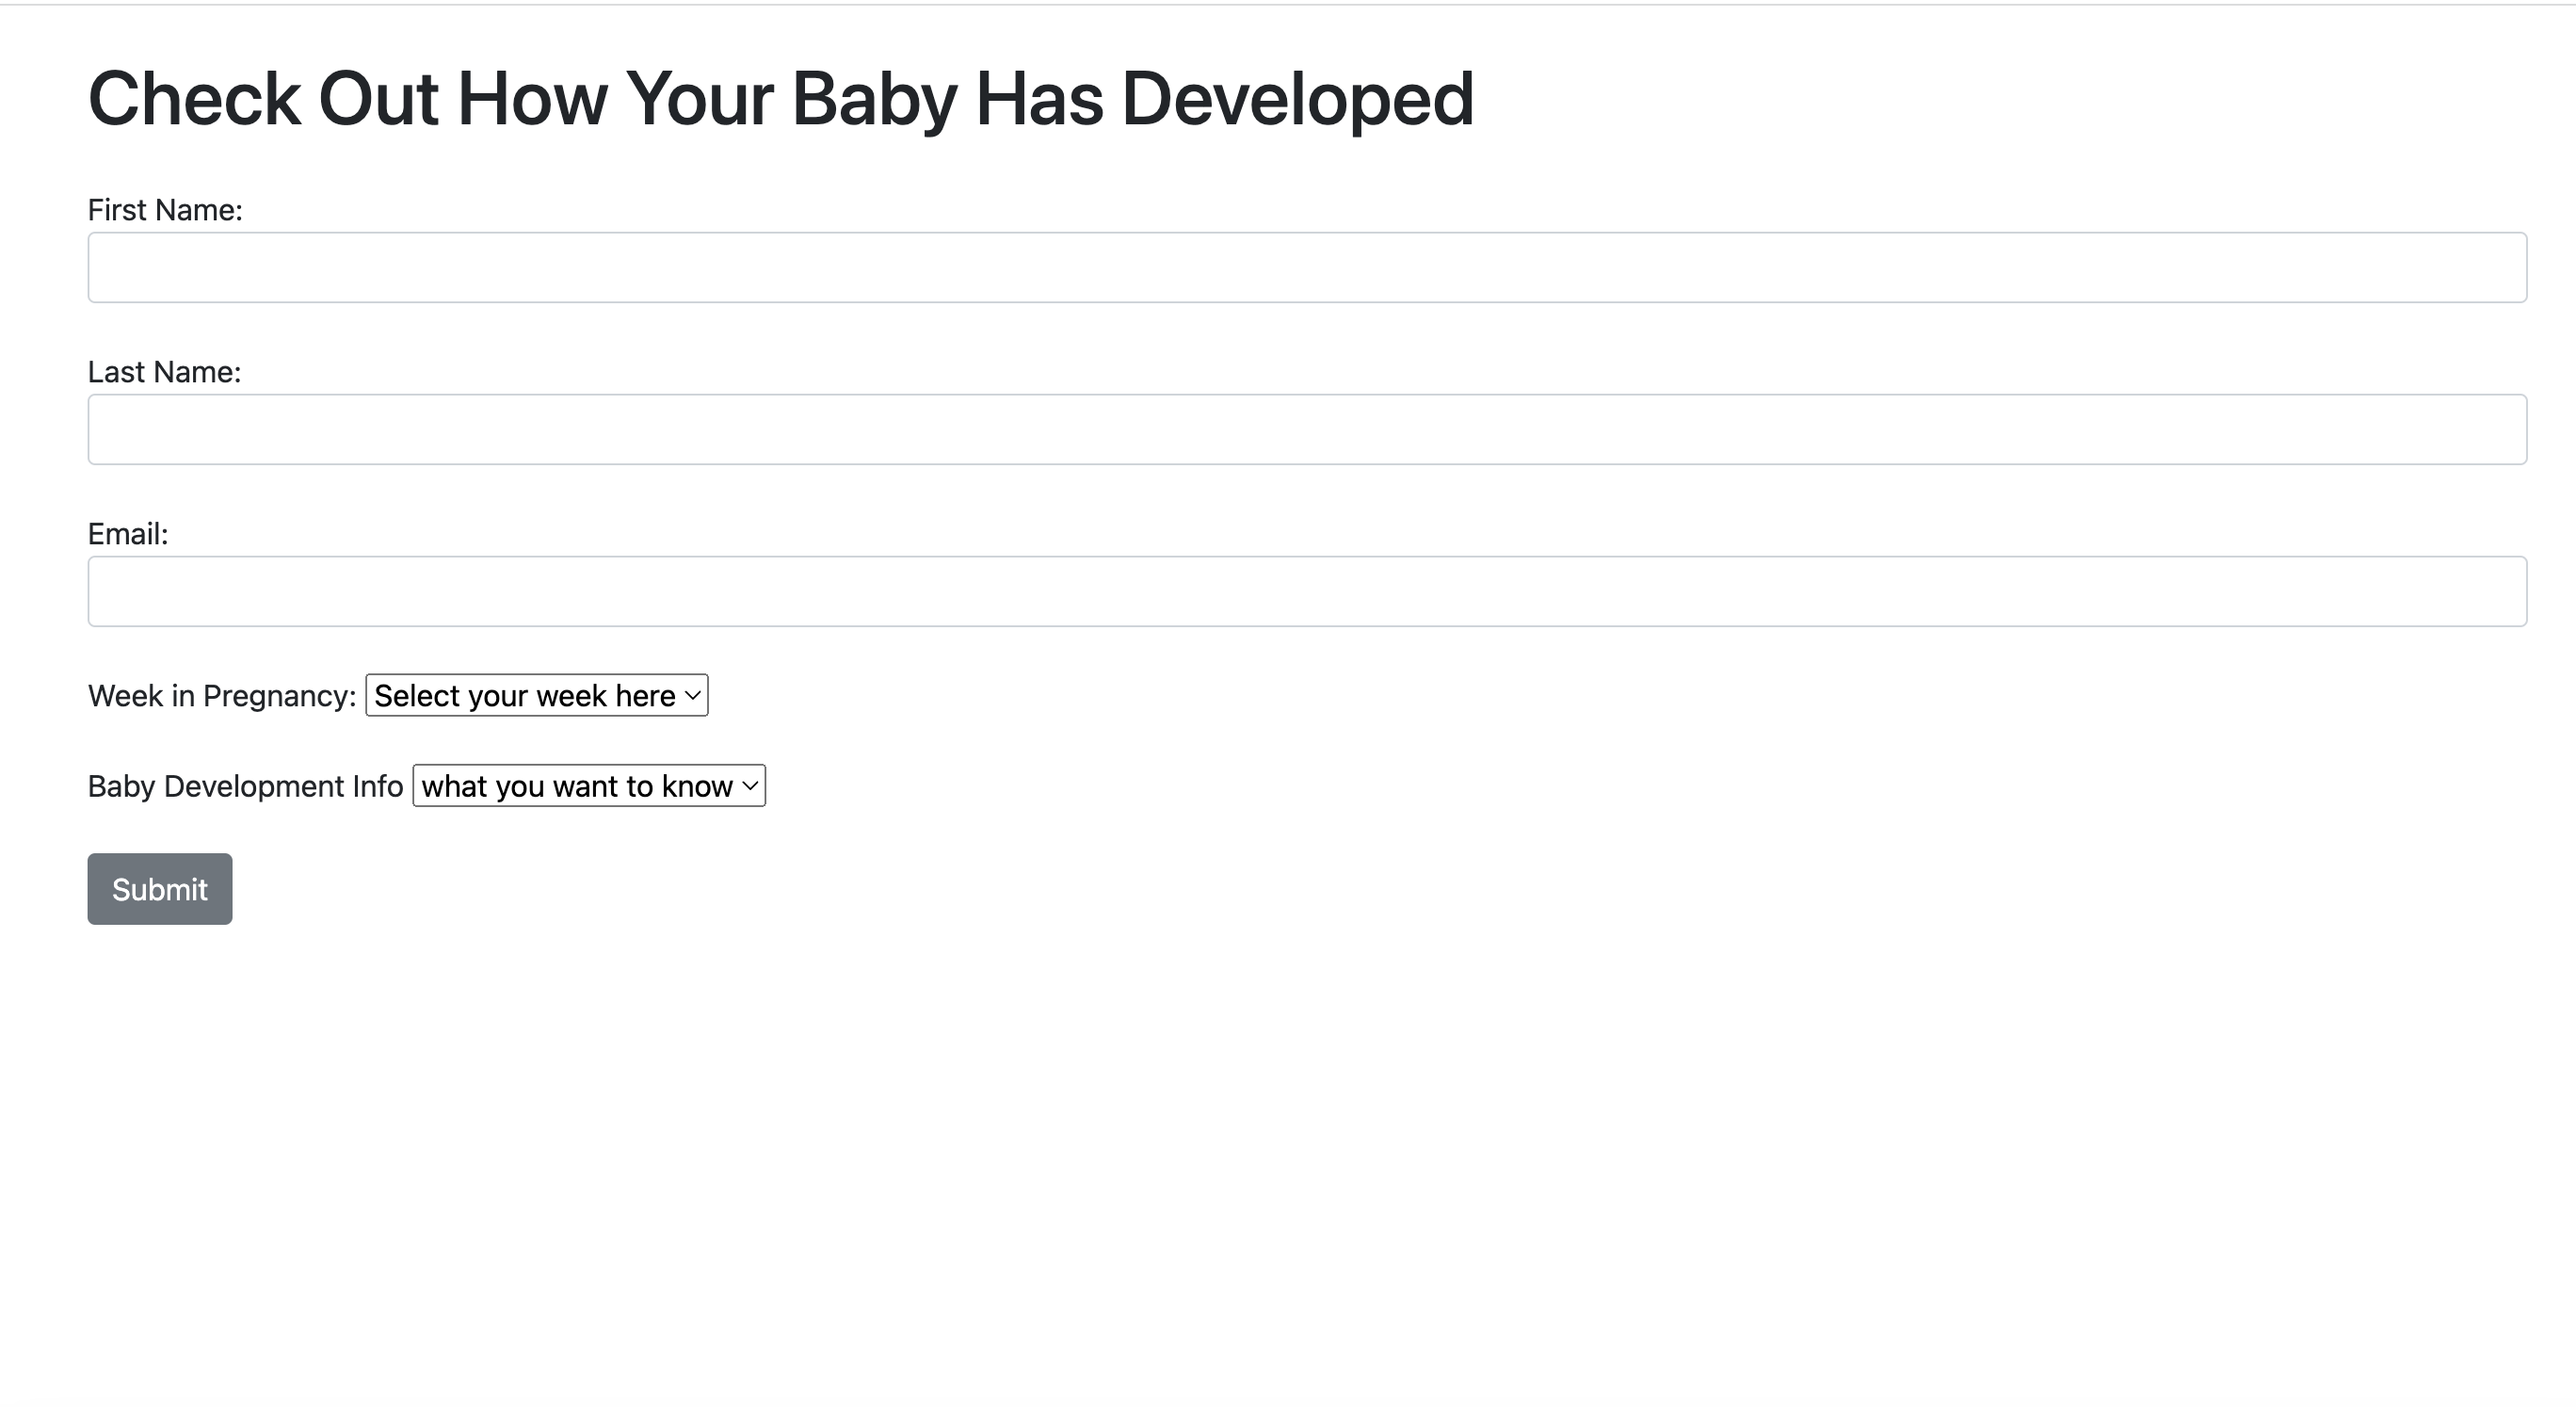 Check Out How Your Baby Has Developed
First Name:
Last Name:
Email:
Week in Pregnancy: Select your week here
Baby Development Info what you want to know
Submit